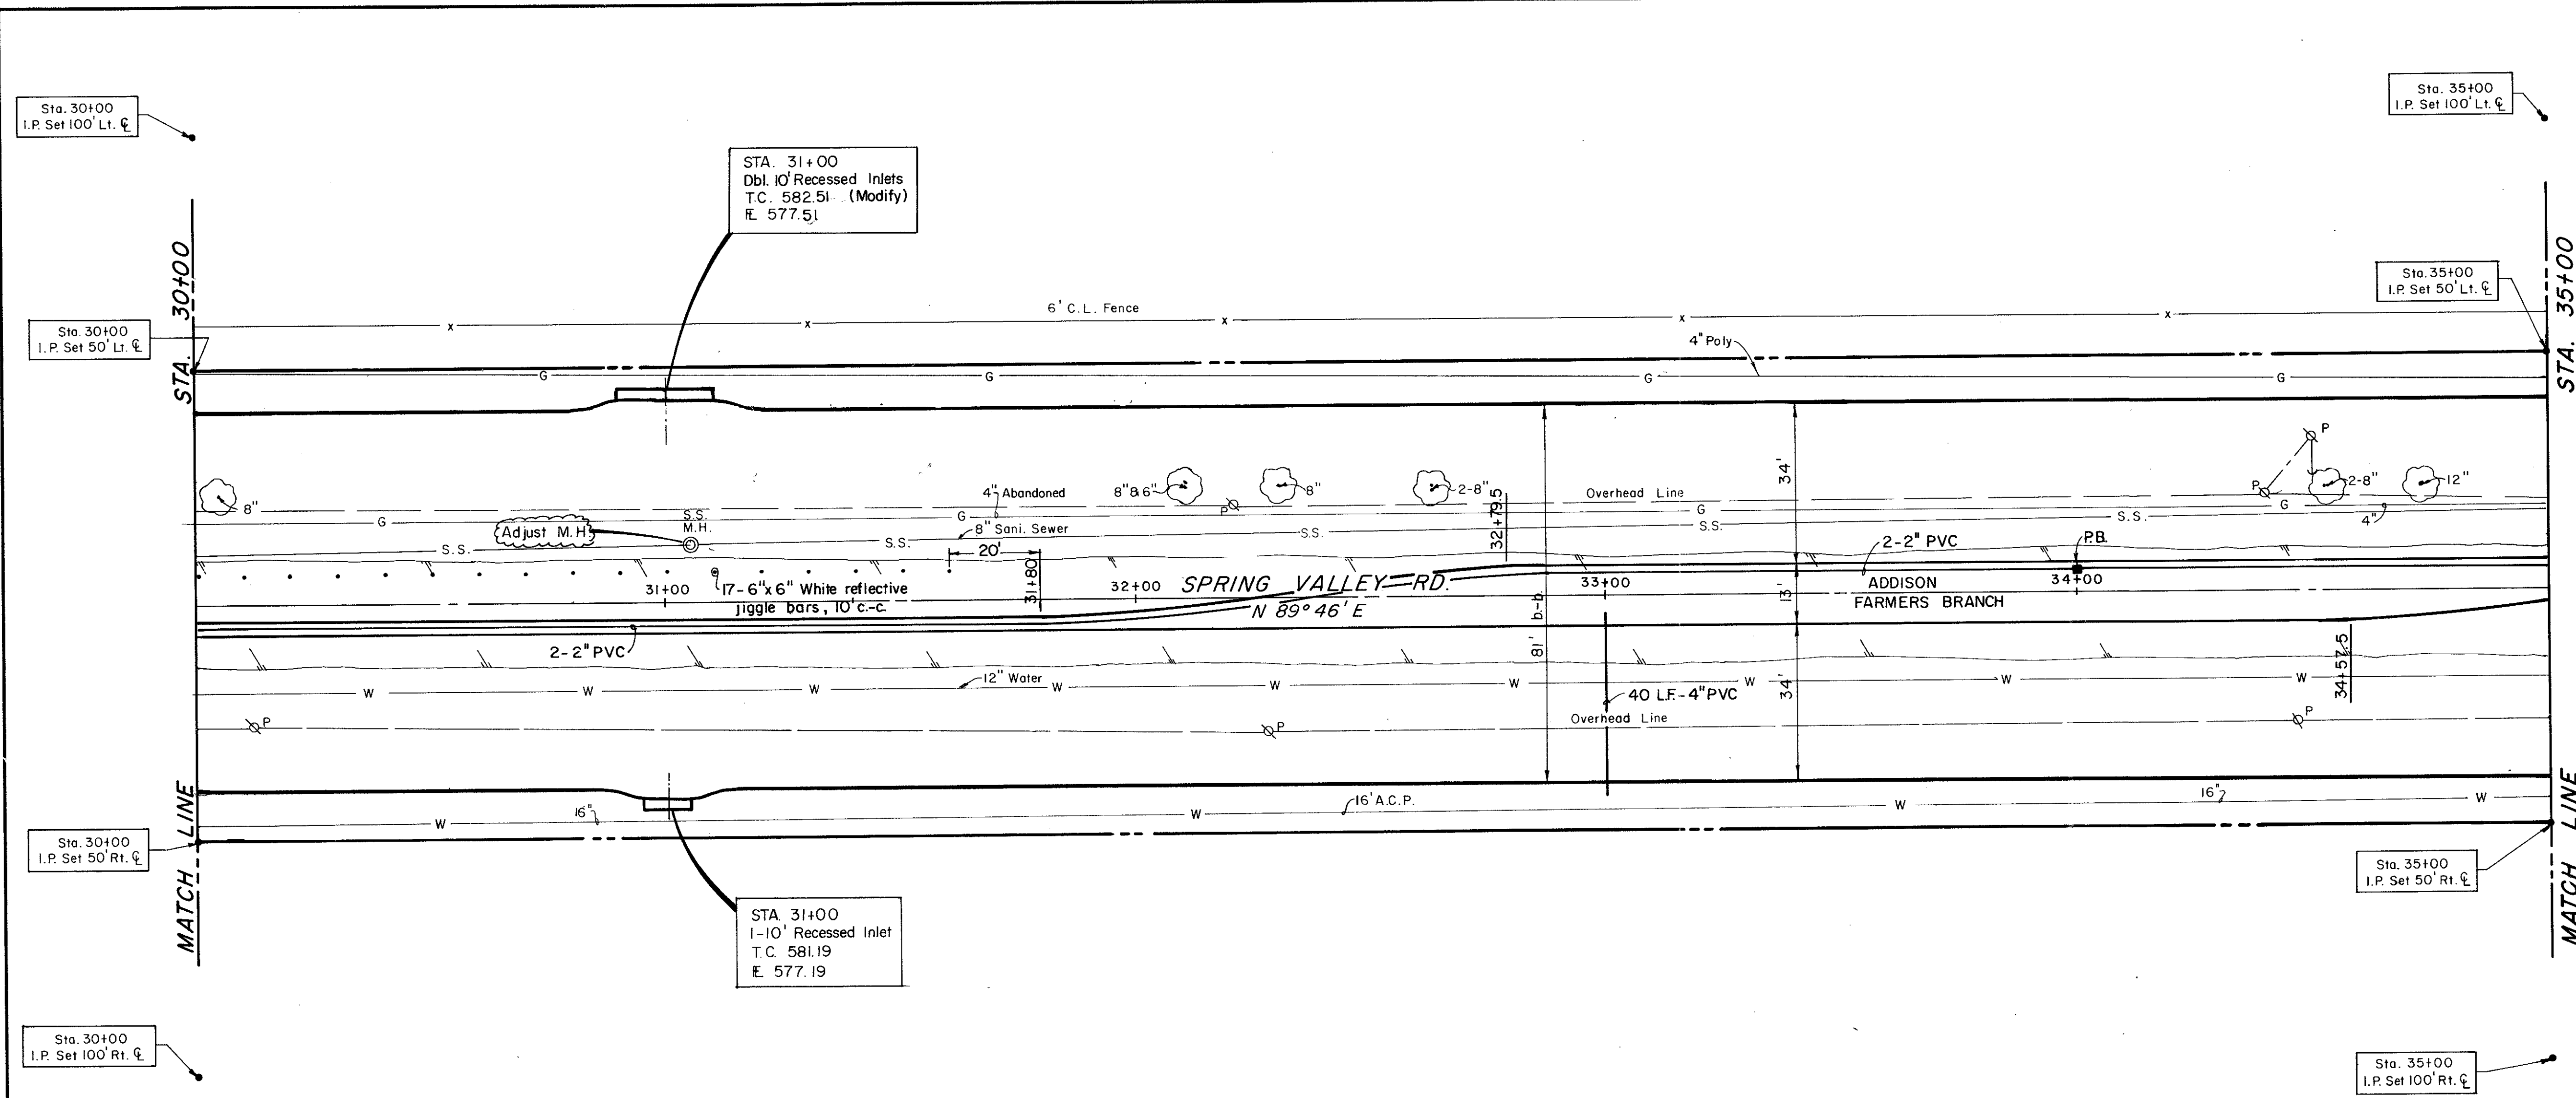 Sta. 30+00
I.P. Set 100' Lt. ℄
Sta. 35+00
I.P. Set 100' Lt. ℄
STA. 31+00
Dbl. 10' Recessed Inlets
T.C. 582.51 (Modify)
FL 577.51
STA. 30+00
STA. 35+00
Sta. 35+00
I.P. Set 50' Lt. ℄
6' C.L. Fence
x x x x x
Sta. 30+00
I.P. Set 50' Lt. ℄
4" Poly
G G G G
34'
P
8"
4" Abandoned
8" & 6"
8"
2-8"
Overhead Line
P
2-8"
12"
P
32+79.5
G
S.S.
M.H.
G
G
G
4"
Adjust M.H.
8" Sani. Sewer
S.S.
S.S.
S.S.
S.S.
S.S.
20'
31+80
2-2" PVC
P.B.
31+00
17-6"x6" White reflective
jiggle bars, 10' c.-c.
32+00
SPRING VALLEY RD.
N 89°46' E
33+00
13'
ADDISON
FARMERS BRANCH
34+00
2-2" PVC
81' b.-b.
34'
34+57.5
12" Water
W W W W W W W W W
40 L.F.-4" PVC
Overhead Line
P
P
P
16"
16" A.C.P.
16"
W W W W
MATCH LINE
MATCH LINE
Sta. 30+00
I.P. Set 50' Rt. ℄
Sta. 35+00
I.P. Set 50' Rt. ℄
STA. 31+00
1-10' Recessed Inlet
T.C. 581.19
FL 577.19
Sta. 30+00
I.P. Set 100' Rt. ℄
Sta. 35+00
I.P. Set 100' Rt. ℄